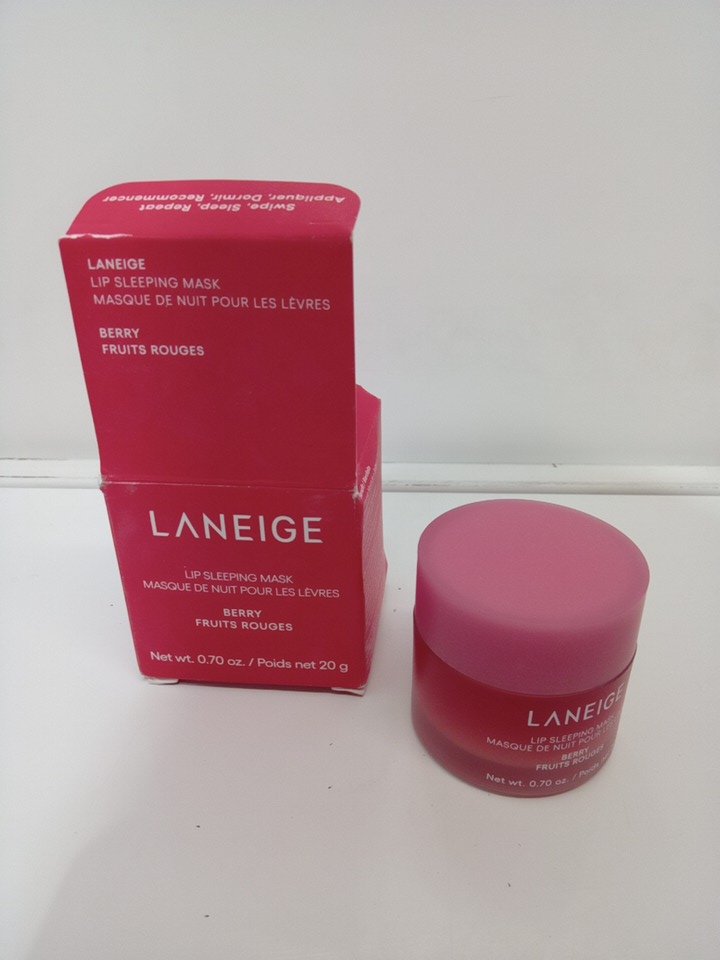 Swipe, Sleep, Repeat
Appliquer, Dormir, Recommencer
LANEIGE
LIP SLEEPING MASK
MASQUE DE NUIT POUR LES LÈVRES
BERRY
FRUITS ROUGES
LANEIGE
LIP SLEEPING MASK
MASQUE DE NUIT POUR LES LÈVRES
BERRY
FRUITS ROUGES
Net wt. 0.70 oz. / Poids net 20 g
LANEIGE
LIP SLEEPING MASK
MASQUE DE NUIT POUR LES
BERRY
FRUITS ROUGES
Net wt. 0.70 oz. / Poids